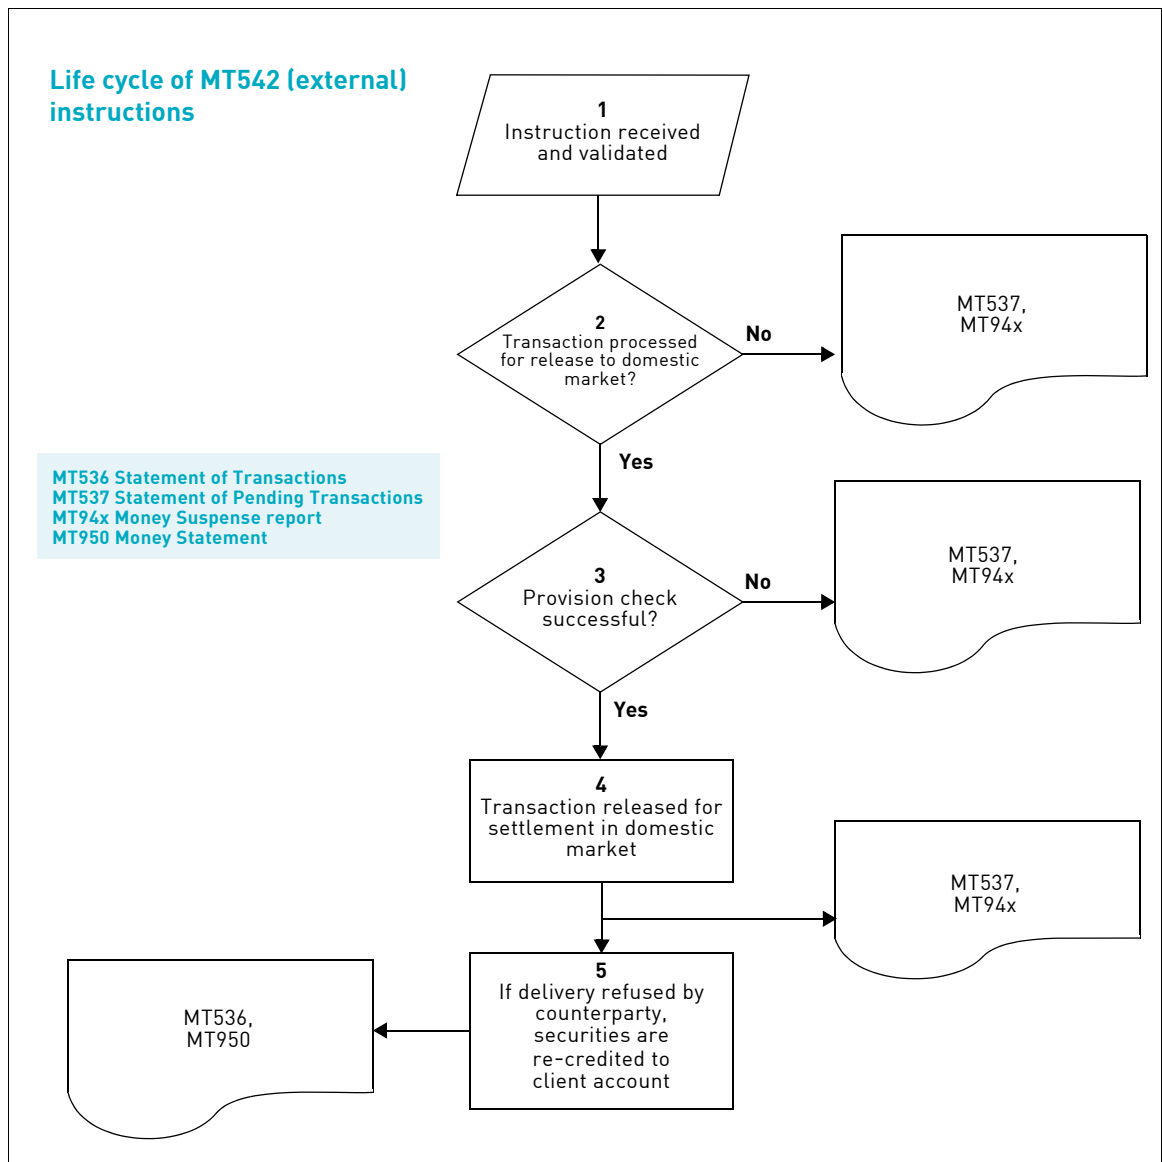 Life cycle of MT542 (external)
instructions
1
Instruction received
and validated
2
Transaction processed
for release to domestic
market?
No
MT537,
MT94x
Yes
MT536 Statement of Transactions
MT537 Statement of Pending Transactions
MT94x Money Suspense report
MT950 Money Statement
3
Provision check
successful?
No
MT537,
MT94x
Yes
4
Transaction released for
settlement in domestic
market
MT537,
MT94x
5
If delivery refused by
counterparty,
securities are
re-credited to
client account
MT536,
MT950